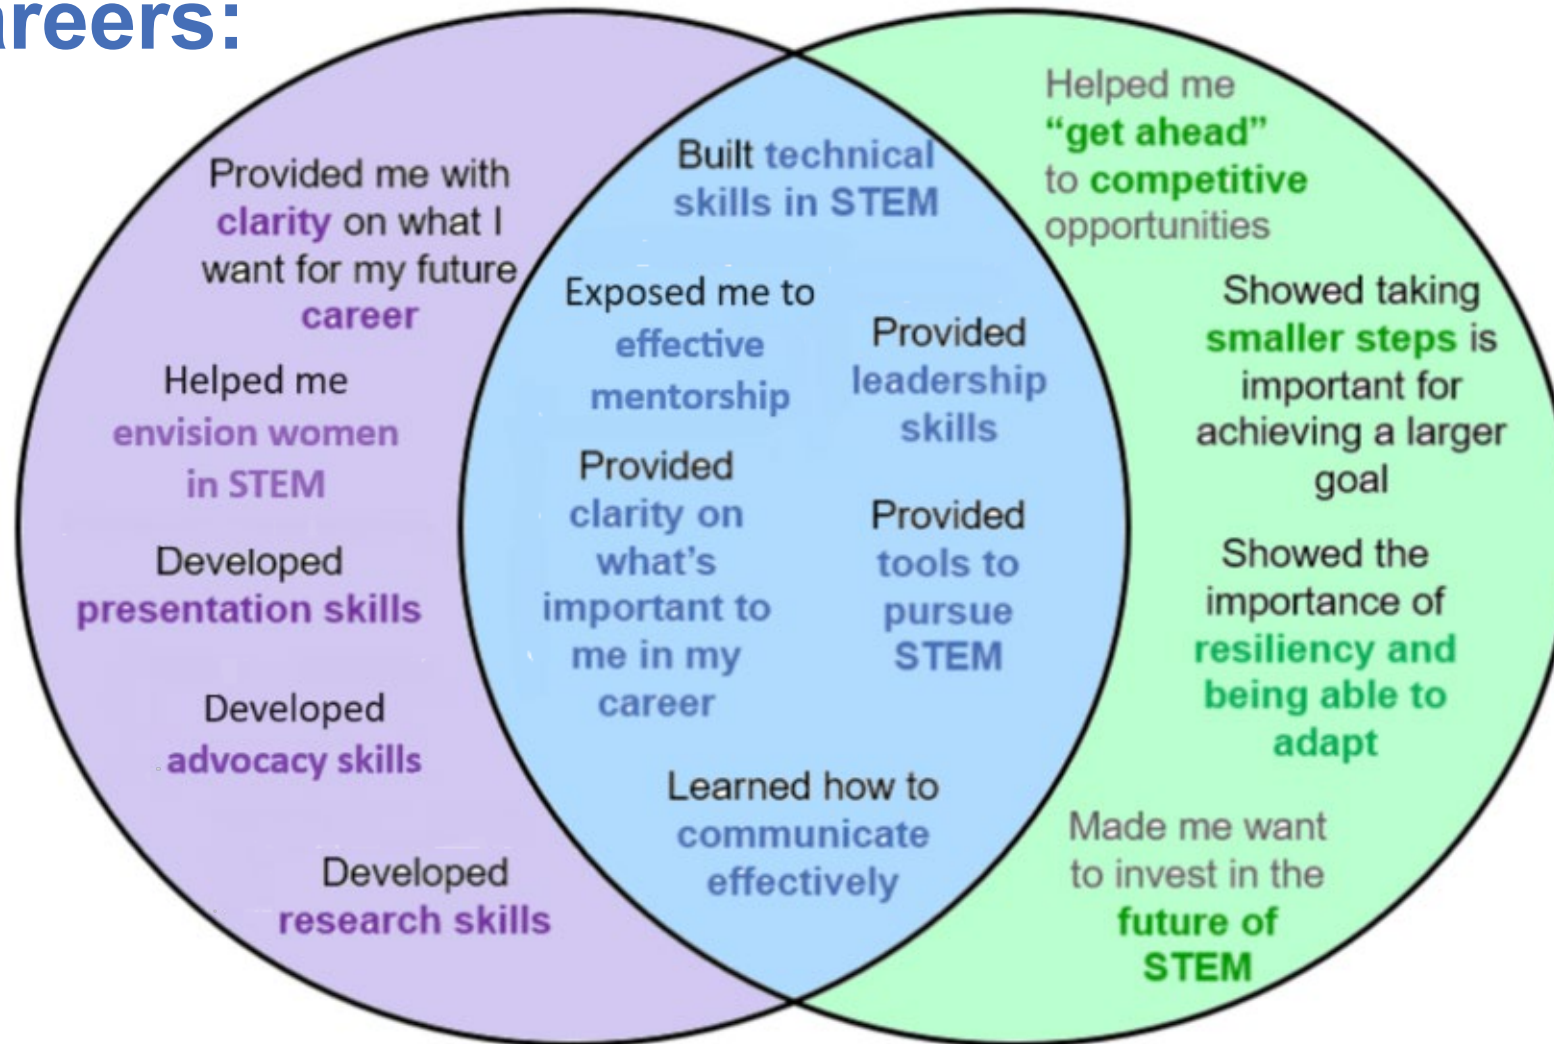 areers:
Provided me with
clarity on what I
want for my future
career
Helped me
envision women
in STEM
Developed
presentation skills
Developed
advocacy skills
Developed
research skills
Built technical
skills in STEM
Exposed me to
effective
mentorship
Provided
leadership
skills
Provided
clarity on
what's
important to
me in my
career
Provided
tools to
pursue
STEM
Learned how to
communicate
effectively
Helped me
“get ahead”
to competitive
opportunities
Showed taking
smaller steps is
important for
achieving a larger
goal
Showed the
importance of
resiliency and
being able to
adapt
Made me want
to invest in the
future of
STEM